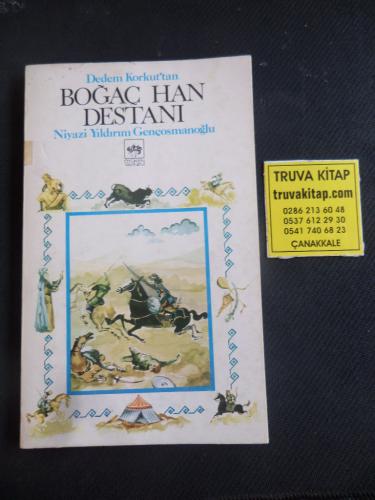 Dedem Korkut'tan
BOĞAÇ HAN
DESTANI
Niyazi Yıldırım Gençosmanoğlu
TRUVA KİTAP
truvakitap.com
0286 213 60 48
0537 612 29 30
0541 740 68 23
ÇANAKKALE